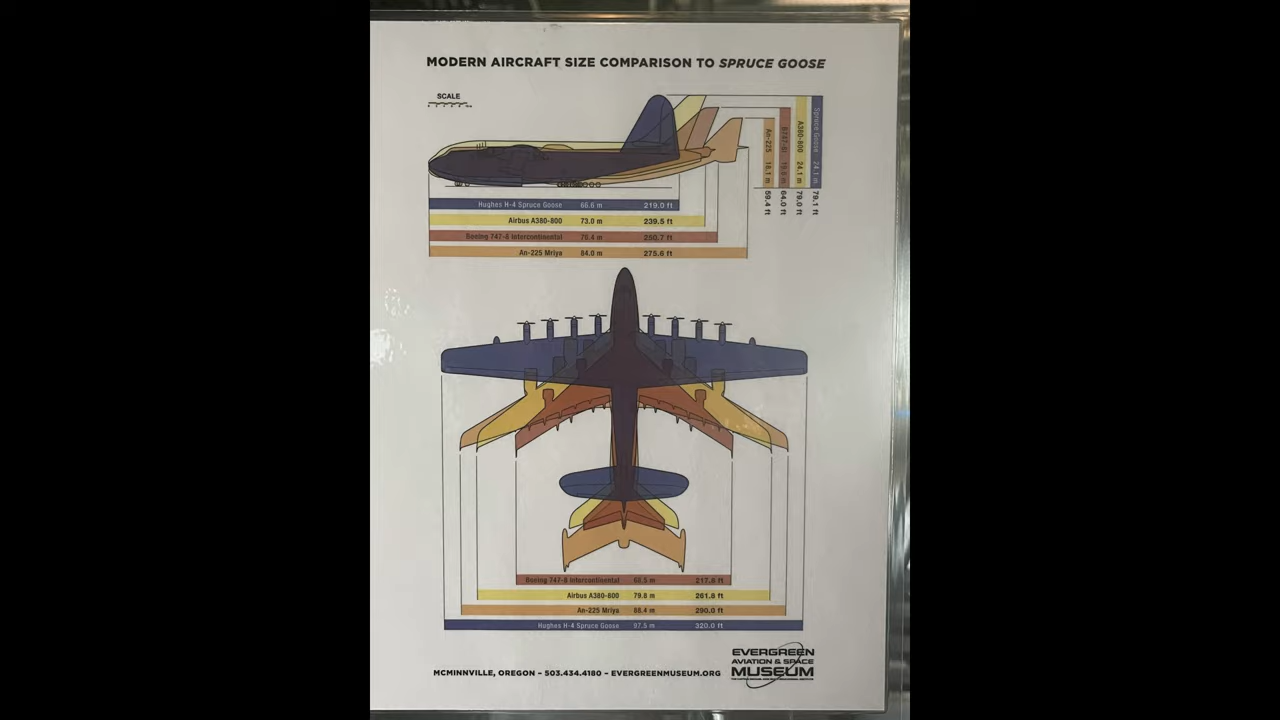 MODERN AIRCRAFT SIZE COMPARISON TO SPRUCE GOOSE
SCALE
An-225 18.1 m 59.4 ft
B747-8I 19.5 m 64.0 ft
A380-800 24.1 m 79.0 ft
Spruce Goose 24.1 m 79.1 ft
Hughes H-4 Spruce Goose 66.6 m 219.0 ft
Airbus A380-800 73.0 m 239.5 ft
Boeing 747-8 Intercontinental 76.4 m 250.7 ft
An-225 Mriya 84.0 m 275.6 ft
Boeing 747-8 Intercontinental 68.5 m 217.8 ft
Airbus A380-800 79.8 m 261.8 ft
An-225 Mriya 88.4 m 290.0 ft
Hughes H-4 Spruce Goose 97.5 m 320.0 ft
EVERGREEN
AVIATION & SPACE
MUSEUM
MCMINNVILLE, OREGON – 503.434.4180 – EVERGREENMUSEUM.ORG